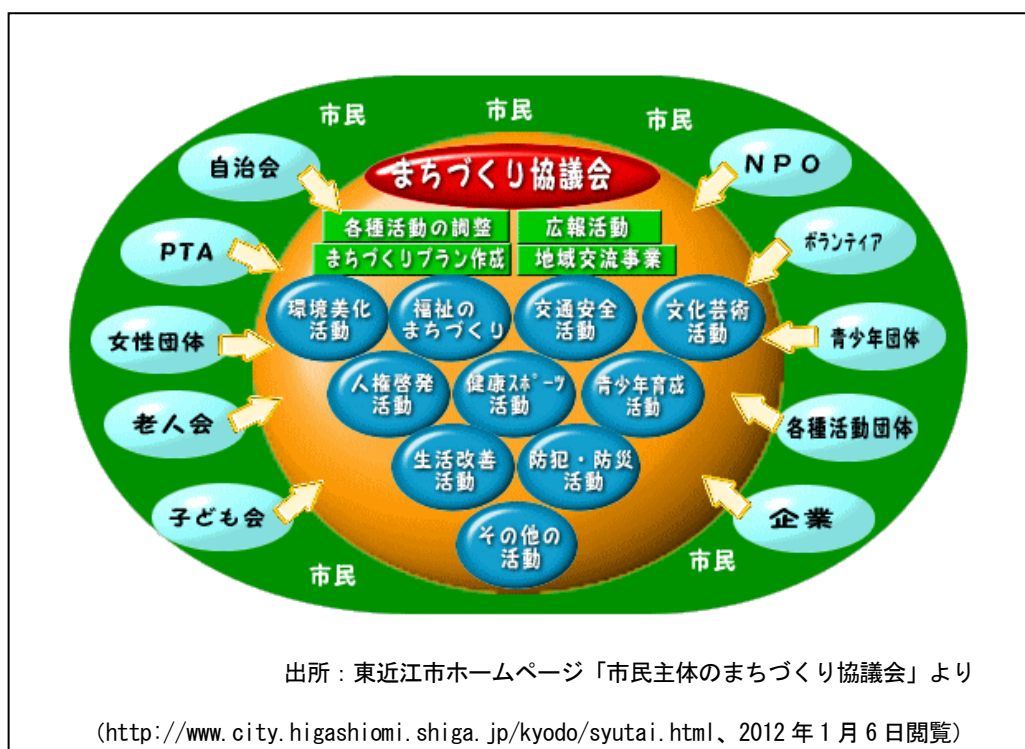 市民
市民
市民
自治会
まちづくり協議会
NPO
各種活動の調整
広報活動
まちづくりプラン作成
地域交流事業
PTA
ボランティア
環境美化
活動
福祉の
まちづくり
交通安全
活動
文化芸術
活動
女性団体
青少年団体
人権啓発
活動
健康スポーツ
活動
青少年育成
活動
老人会
各種活動団体
生活改善
活動
防犯・防災
活動
子ども会
企業
その他の
活動
市民
市民
出所:東近江市ホームページ「市民主体のまちづくり協議会」より
(http://www.city.higashiomi.shiga.jp/kyodo/syutai.html、2012年1月6日閲覧)